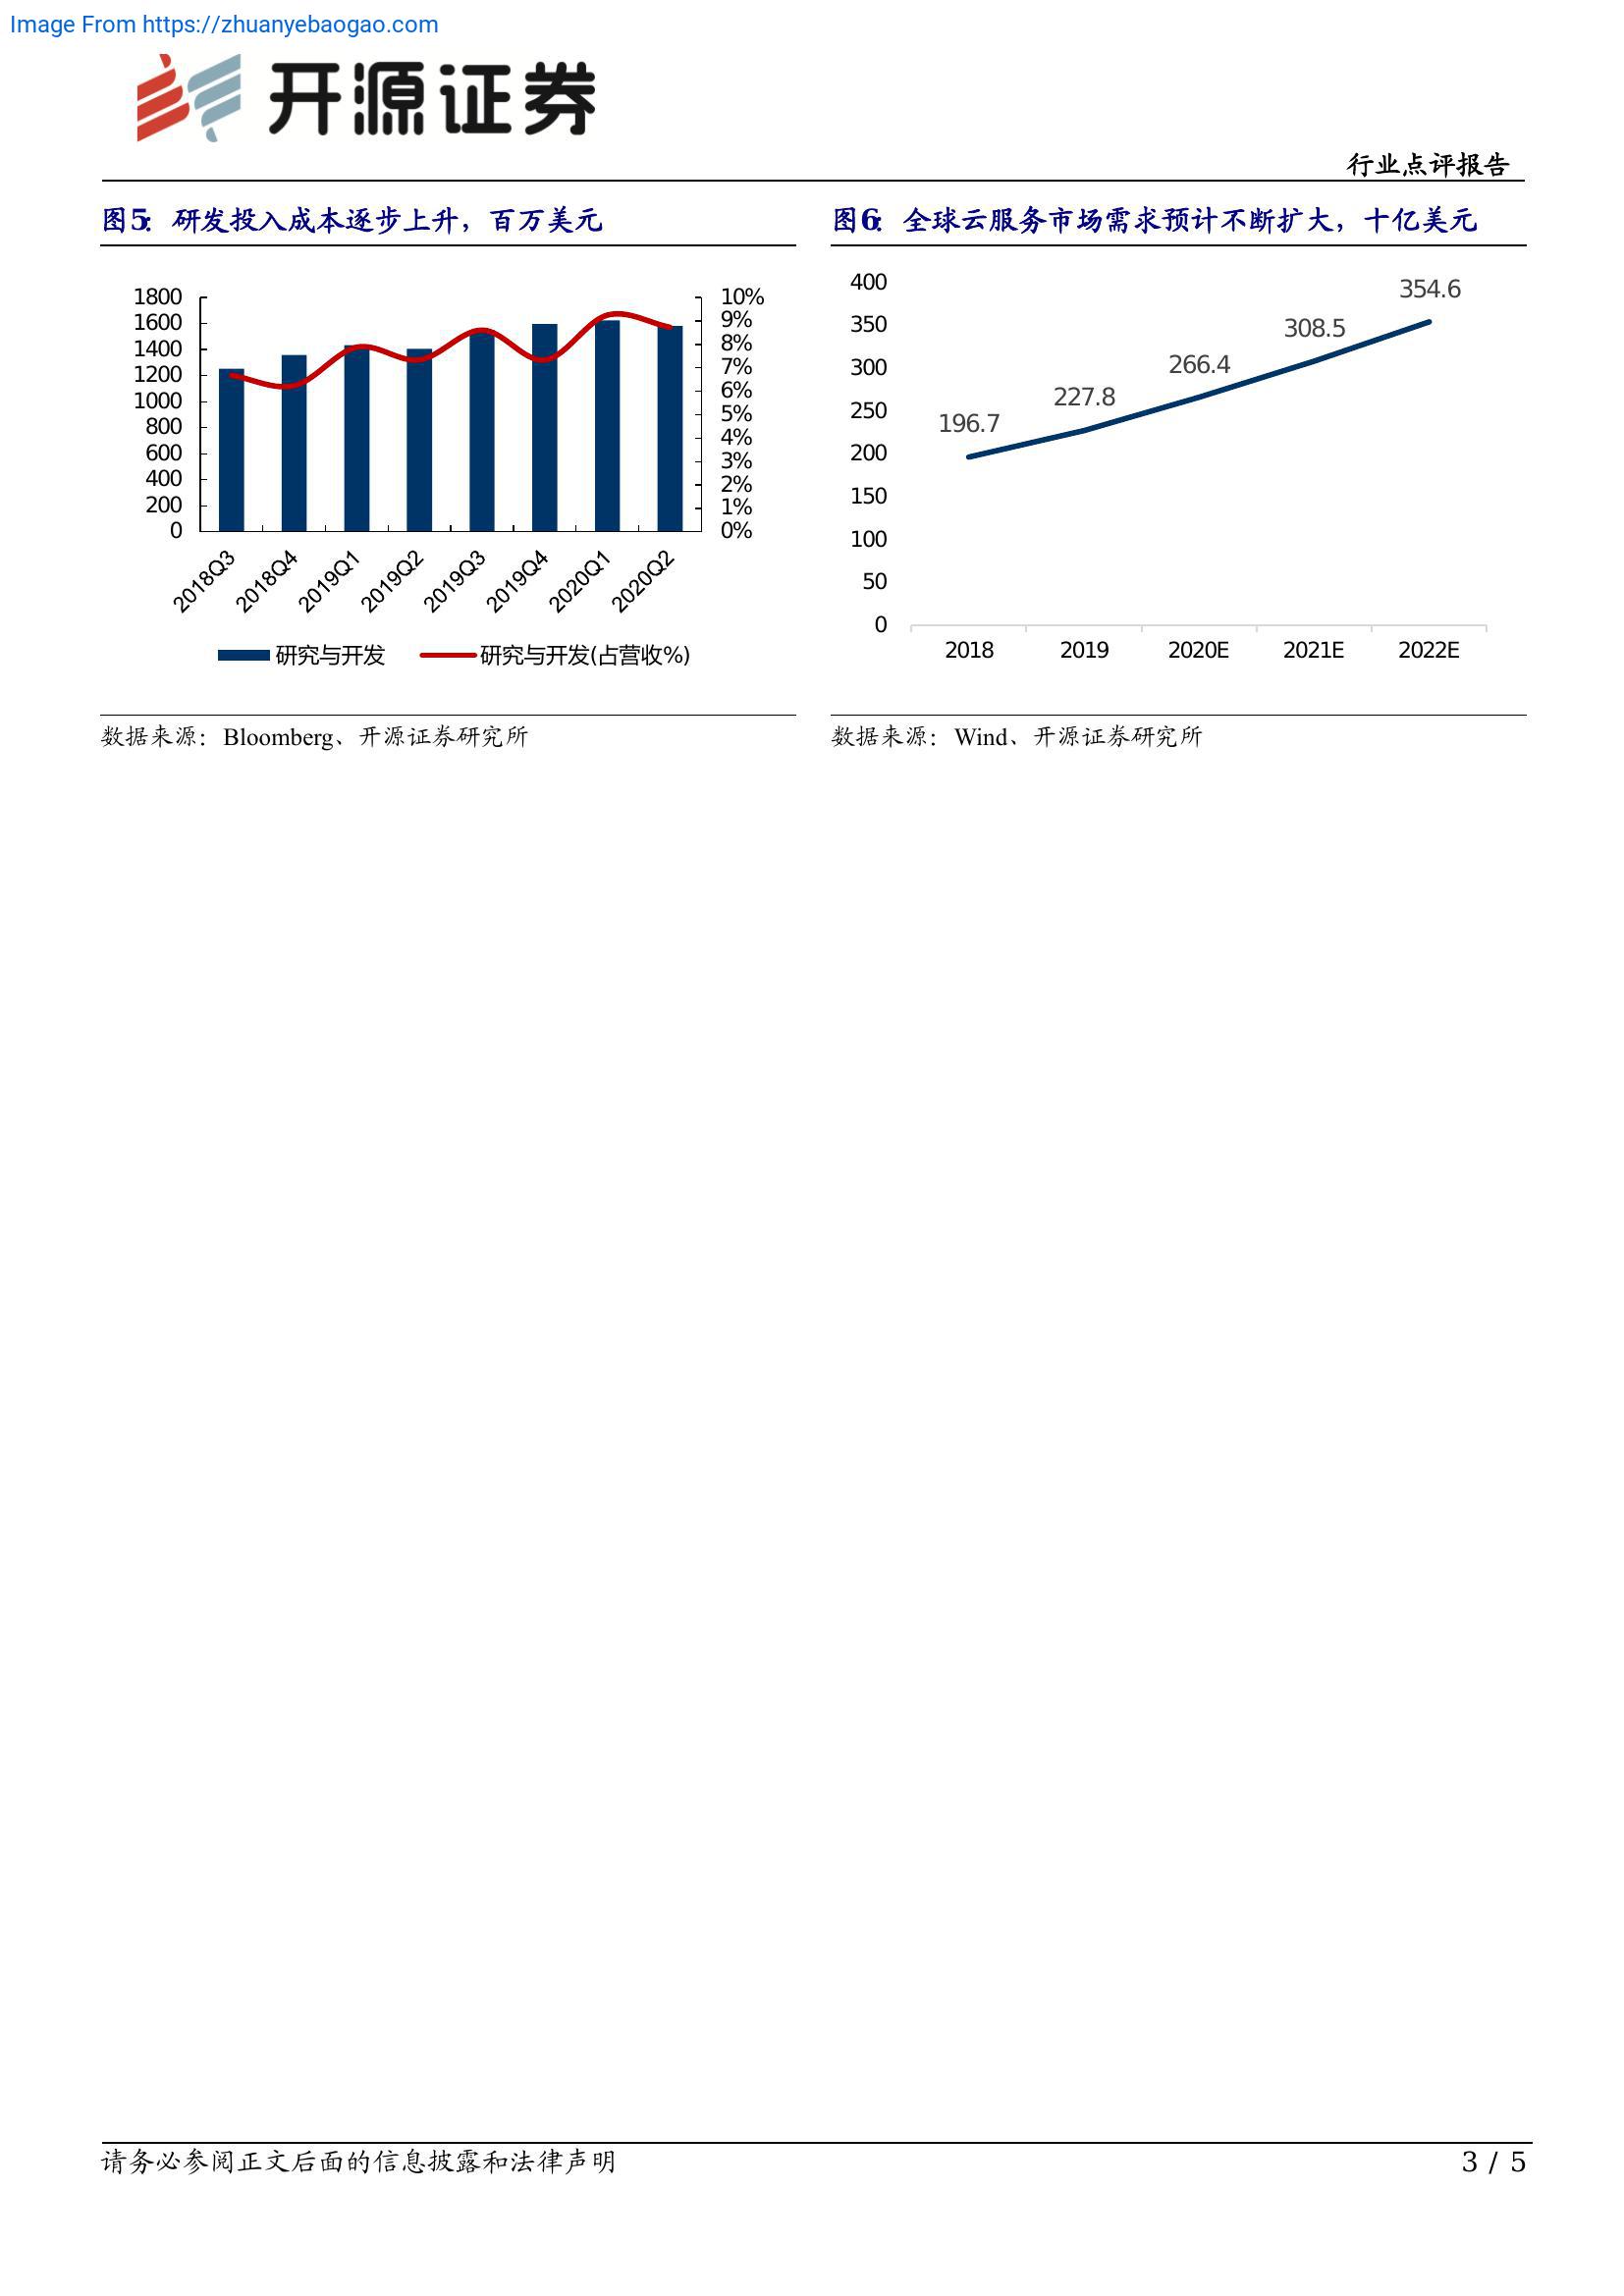 Image From https://zhuanyebaogao.com
开源证券
行业点评报告
图5： 研发投入成本逐步上升，百万美元
1800
1600
1400
1200
1000
800
600
400
200
0
10%
9%
8%
7%
6%
5%
4%
3%
2%
1%
0%
2018Q3 2018Q4 2019Q1 2019Q2 2019Q3 2019Q4 2020Q1 2020Q2
研究与开发 研究与开发(占营收%)
数据来源：Bloomberg、开源证券研究所
图6： 全球云服务市场需求预计不断扩大，十亿美元
400
350
300
250
200
150
100
50
0
196.7
227.8
266.4
308.5
354.6
2018 2019 2020E 2021E 2022E
数据来源：Wind、开源证券研究所
请务必参阅正文后面的信息披露和法律声明
3 / 5